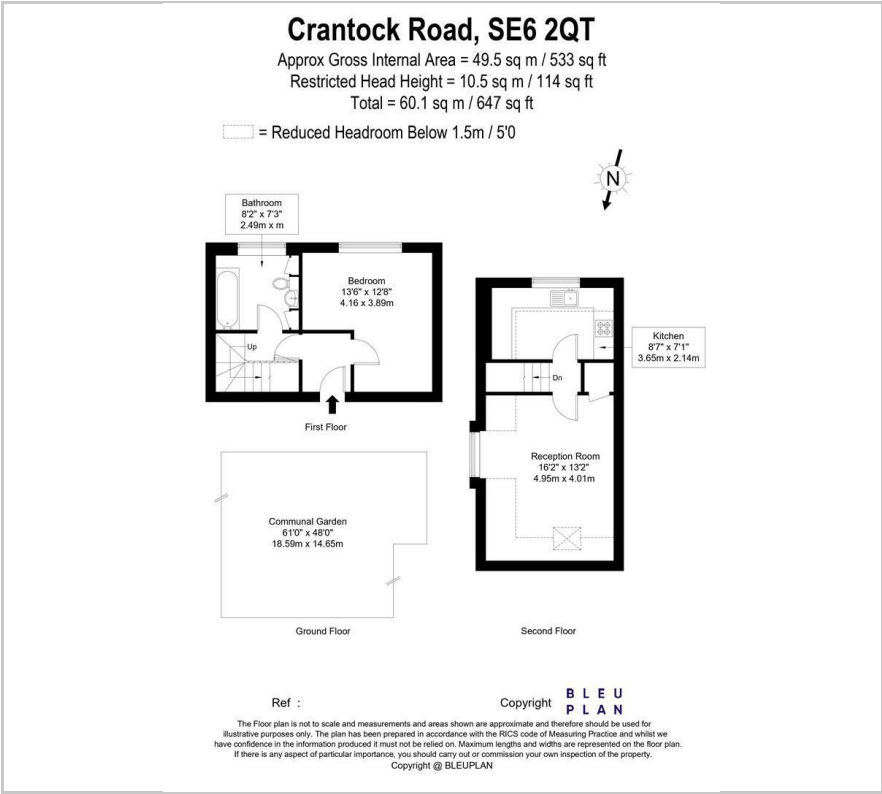 Crantock Road, SE6 2QT
Approx Gross Internal Area = 49.5 sq m / 533 sq ft
Restricted Head Height = 10.5 sq m / 114 sq ft
Total = 60.1 sq m / 647 sq ft
= Reduced Headroom Below 1.5m / 5'0
N
Bathroom
8'2" x 7'3"
2.49m x m
Bedroom
13'6" x 12'8"
4.16 x 3.89m
Up
First Floor
Kitchen
8'7" x 7'1"
3.65m x 2.14m
Dn
Reception Room
16'2" x 13'2"
4.95m x 4.01m
Communal Garden
61'0" x 48'0"
18.59m x 14.65m
Ground Floor
Second Floor
Ref :
Copyright
BLEU
PLAN
The Floor plan is not to scale and measurements and areas shown are approximate and therefore should be used for
illustrative purposes only. The plan has been prepared in accordance with the RICS code of Measuring Practice and whilst we
have confidence in the information produced it must not be relied on. Maximum lengths and widths are represented on the floor plan.
If there is any aspect of particular importance, you should carry out or commission your own inspection of the property.
Copyright @ BLEUPLAN